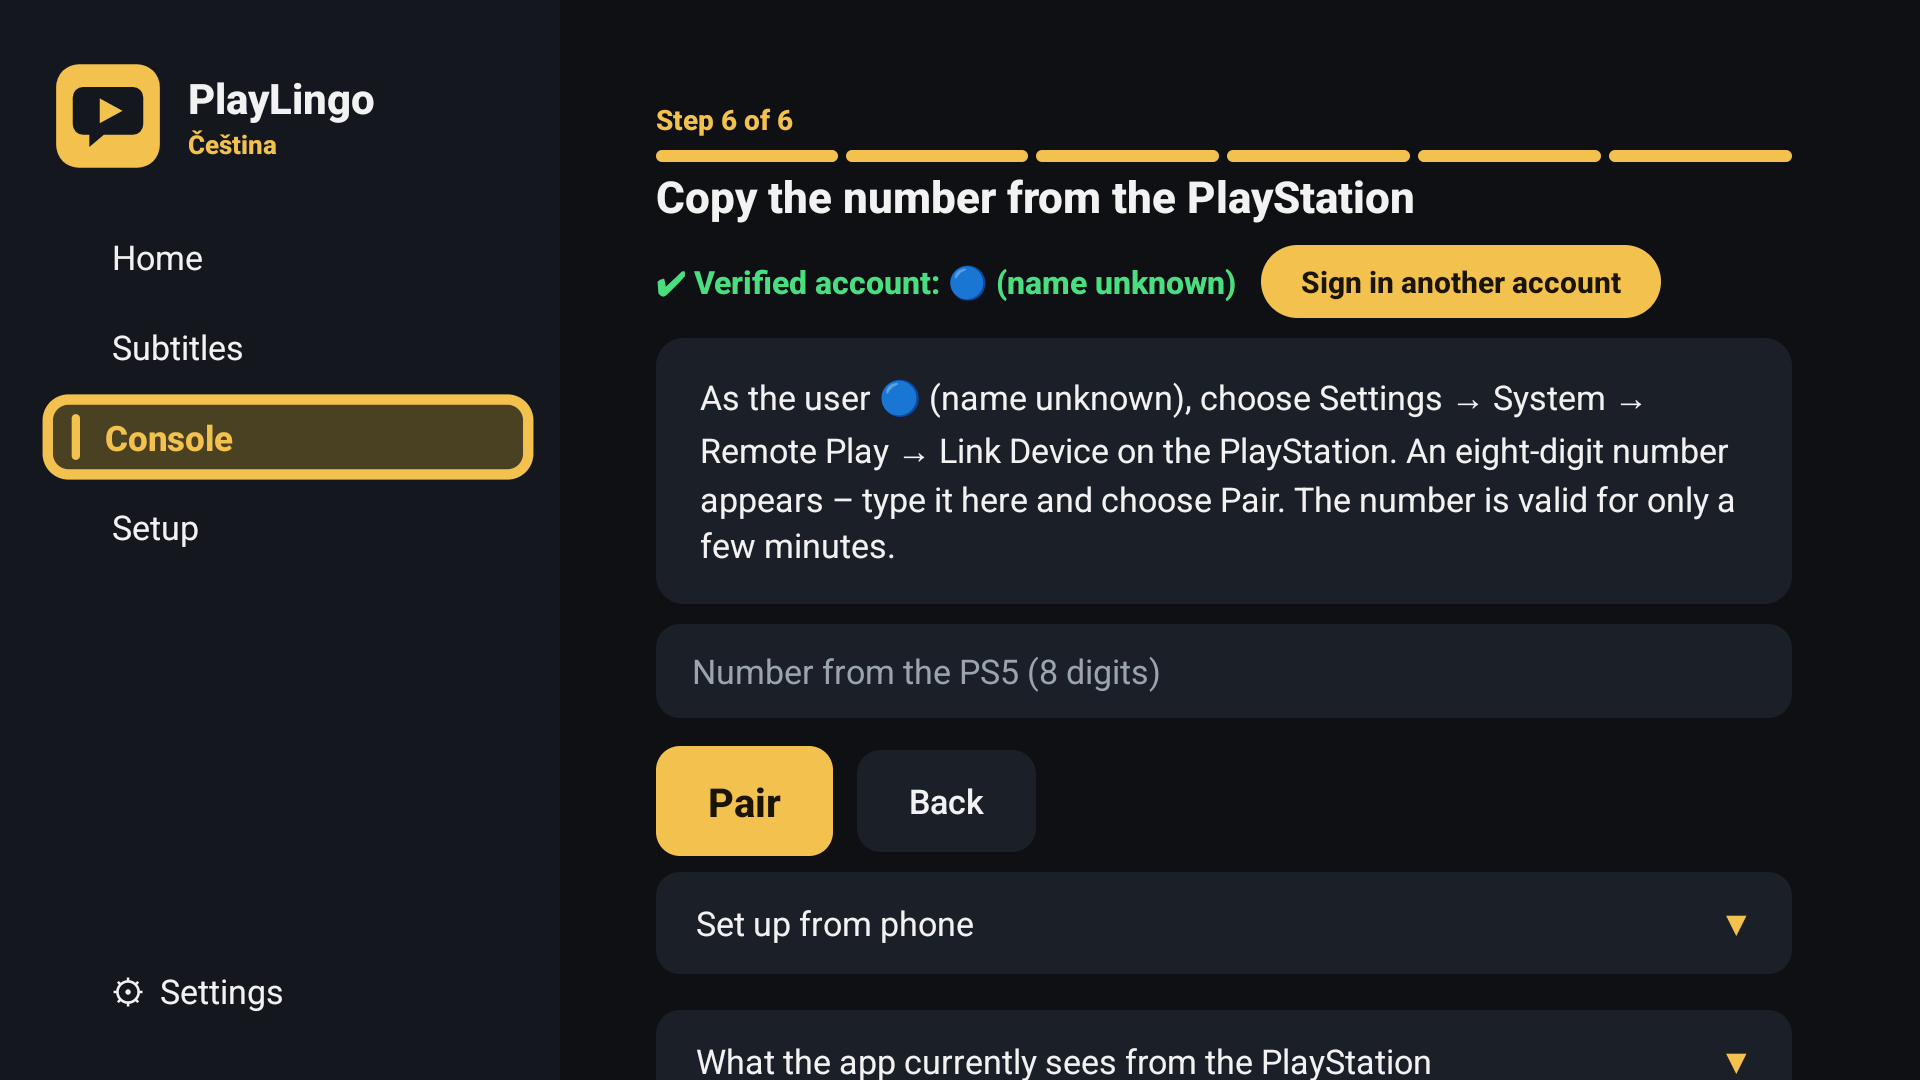 PlayLingo
Čeština
Home
Subtitles
Console
Setup
⚙ Settings
Step 6 of 6
Copy the number from the PlayStation
✔ Verified account: 🔵 (name unknown)
Sign in another account
As the user 🔵 (name unknown), choose Settings → System →
Remote Play → Link Device on the PlayStation. An eight-digit number
appears – type it here and choose Pair. The number is valid for only a
few minutes.
Number from the PS5 (8 digits)
Pair
Back
Set up from phone ▼
What the app currently sees from the PlayStation ▼